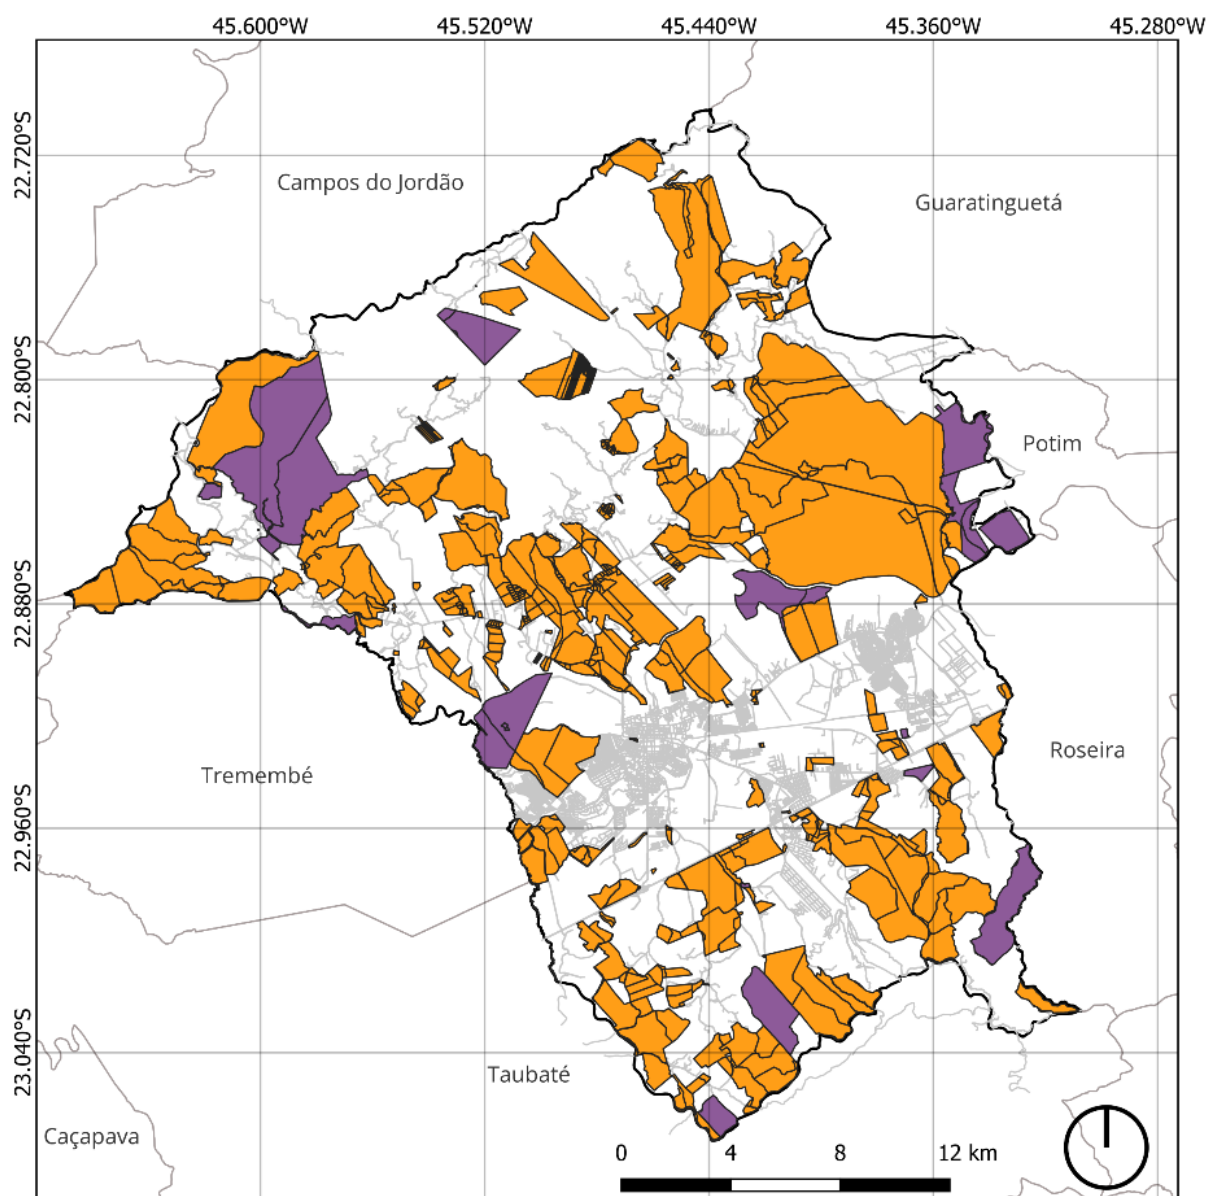 45.600°W 45.520°W 45.440°W 45.360°W 45.280°W
22.720°S
Campos do Jordão
Guaratinguetá
22.800°S
Potim
22.880°S
Roseira
Tremembé
22.960°S
23.040°S
Taubaté
Caçapava
0 4 8 12 km